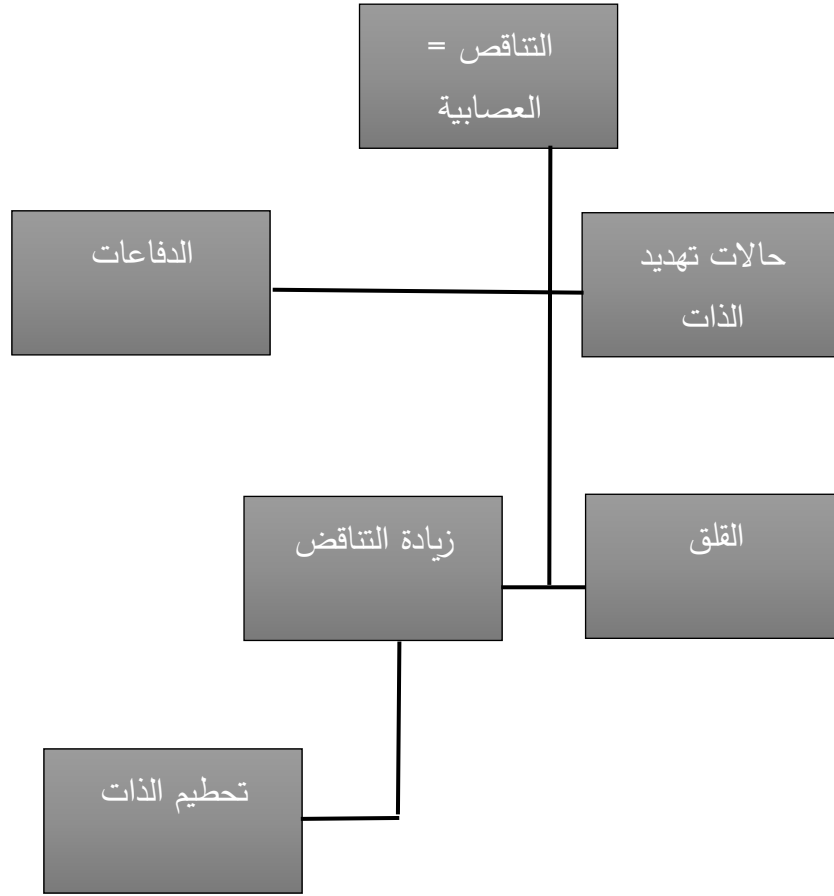 التناقص =
العصابية
حالات تهديد
الذات
الدفاعات
القلق
زيادة التناقض
تحطيم الذات